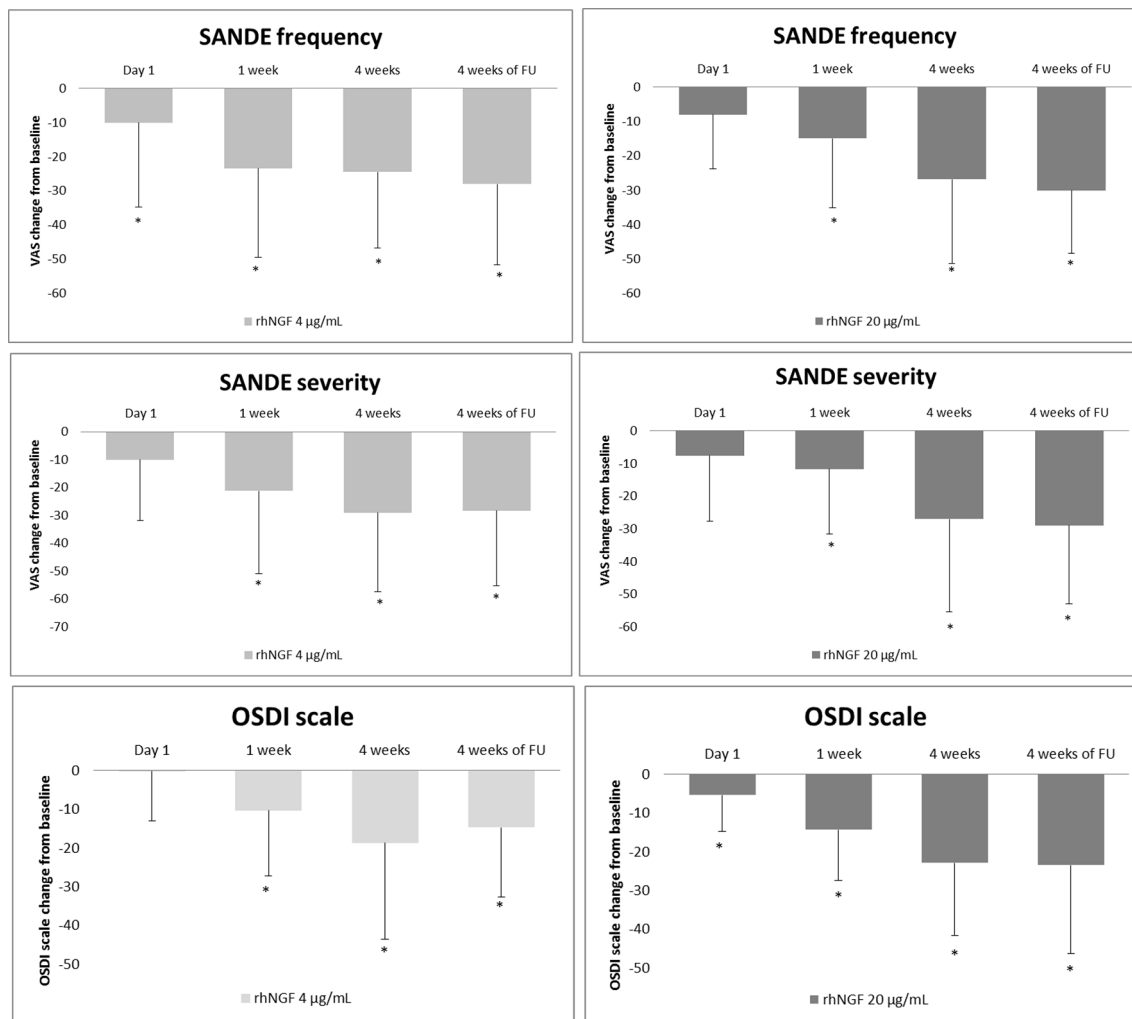 SANDE frequency
Day 1 1 week 4 weeks 4 weeks of FU
VAS change from baseline
0
-10
-20
-30
-40
-50
-60
* * * *
rhNGF 4 µg/mL
SANDE frequency
Day 1 1 week 4 weeks 4 weeks of FU
VAS change from baseline
0
-10
-20
-30
-40
-50
-60
* * *
rhNGF 20 µg/mL
SANDE severity
Day 1 1 week 4 weeks 4 weeks of FU
VAS change from baseline
0
-10
-20
-30
-40
-50
-60
-70
* * *
rhNGF 4 µg/mL
SANDE severity
Day 1 1 week 4 weeks 4 weeks of FU
VAS change from baseline
0
-10
-20
-30
-40
-50
-60
* * *
rhNGF 20 µg/mL
OSDI scale
Day 1 1 week 4 weeks 4 weeks of FU
OSDI scale change from baseline
0
-10
-20
-30
-40
-50
* * *
rhNGF 4 µg/mL
OSDI scale
Day 1 1 week 4 weeks 4 weeks of FU
OSDI scale change from baseline
0
-10
-20
-30
-40
-50
* * * *
rhNGF 20 µg/mL